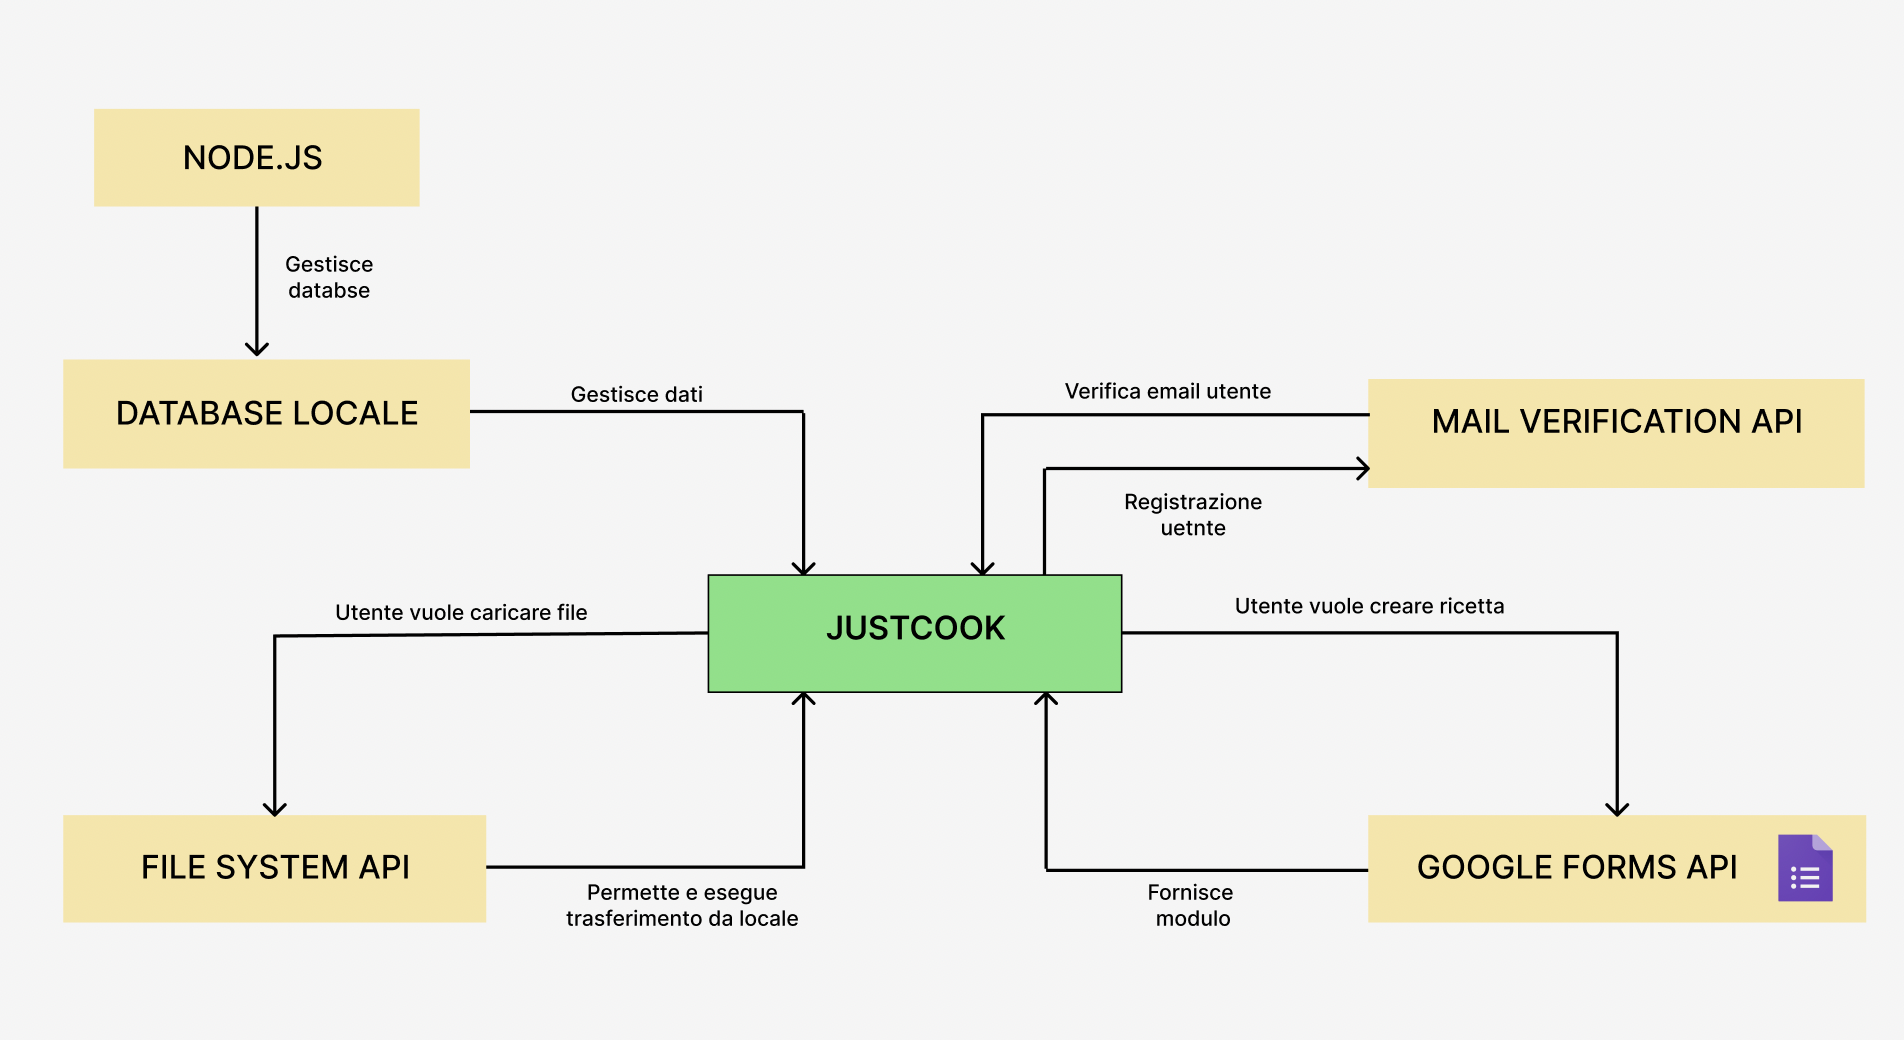 NODE.JS
Gestisce
databse
DATABASE LOCALE
Gestisce dati
Verifica email utente
MAIL VERIFICATION API
Registrazione
uetnte
Utente vuole caricare file
JUSTCOOK
Utente vuole creare ricetta
FILE SYSTEM API
Permette e esegue
trasferimento da locale
Fornisce
modulo
GOOGLE FORMS API